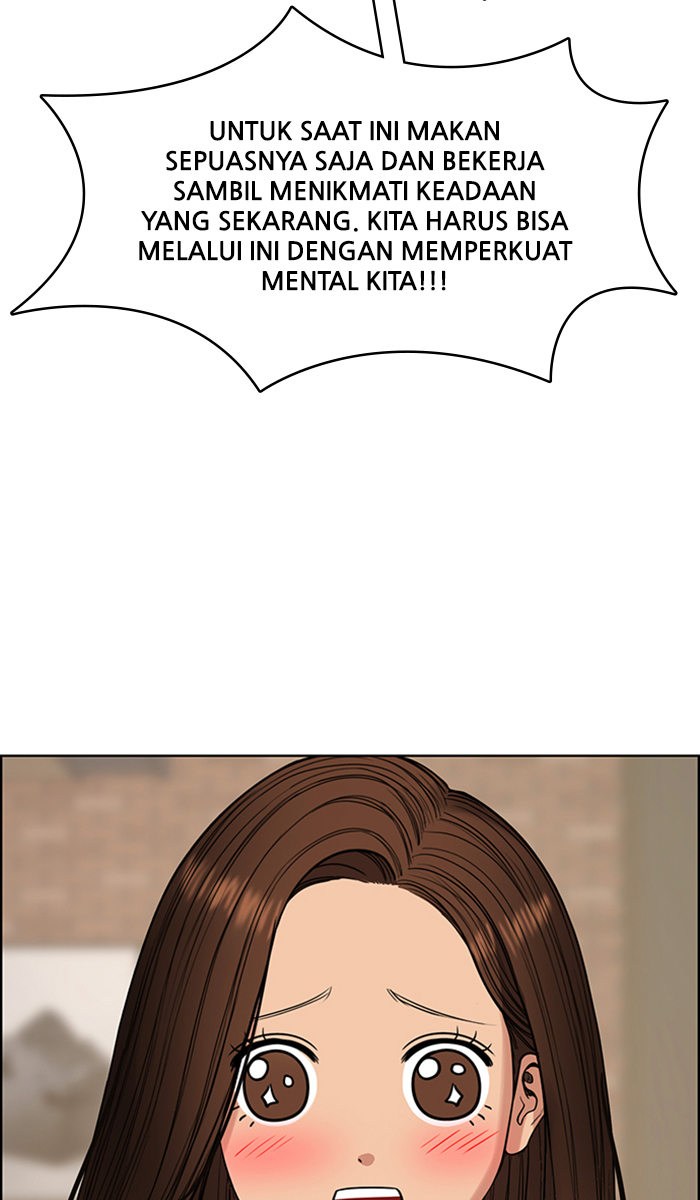 UNTUK SAAT INI MAKAN
SEPUASNYA SAJA DAN BEKERJA
SAMBIL MENIKMATI KEADAAN
YANG SEKARANG. KITA HARUS BISA
MELALUI INI DENGAN MEMPERKUAT
MENTAL KITA!!!